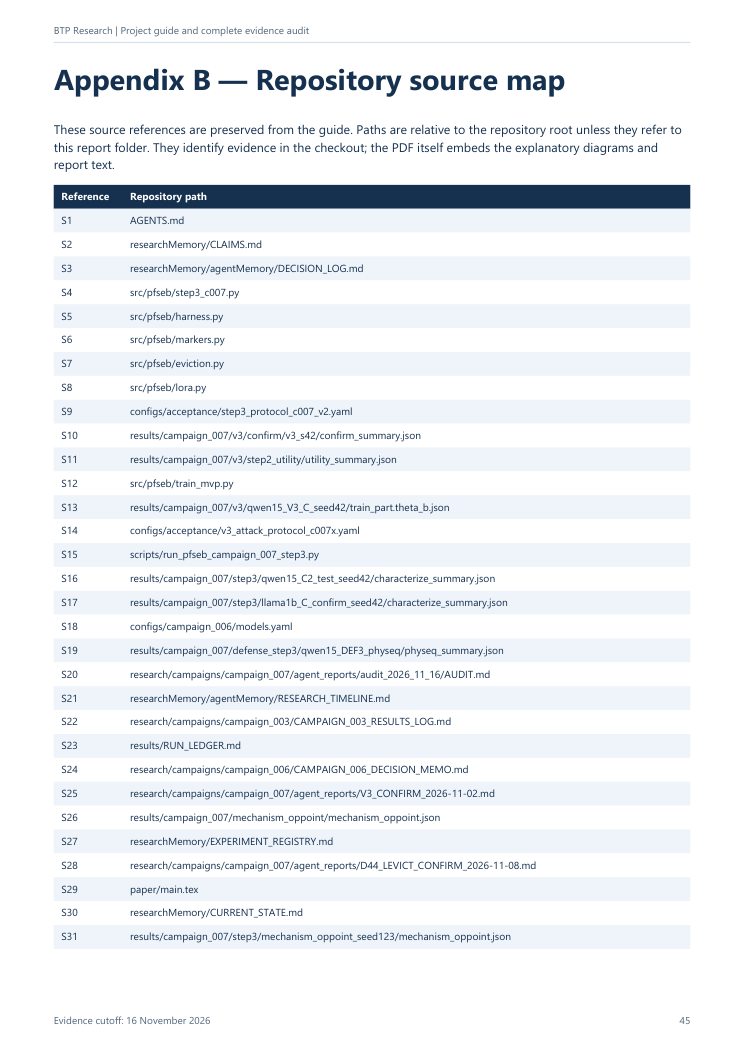 BTP Research | Project guide and complete evidence audit
Appendix B — Repository source map
These source references are preserved from the guide. Paths are relative to the repository root unless they refer to
this report folder. They identify evidence in the checkout; the PDF itself embeds the explanatory diagrams and
report text.
Reference Repository path
S1 AGENTS.md
S2 researchMemory/CLAIMS.md
S3 researchMemory/agentMemory/DECISION_LOG.md
S4 src/pfseb/step3_c007.py
S5 src/pfseb/harness.py
S6 src/pfseb/markers.py
S7 src/pfseb/eviction.py
S8 src/pfseb/lora.py
S9 configs/acceptance/step3_protocol_c007_v2.yaml
S10 results/campaign_007/v3/confirm/v3_s42/confirm_summary.json
S11 results/campaign_007/v3/step2_utility/utility_summary.json
S12 src/pfseb/train_mvp.py
S13 results/campaign_007/v3/qwen15_V3_C_seed42/train_part.theta_b.json
S14 configs/acceptance/v3_attack_protocol_c007x.yaml
S15 scripts/run_pfseb_campaign_007_step3.py
S16 results/campaign_007/step3/qwen15_C2_test_seed42/characterize_summary.json
S17 results/campaign_007/step3/llama1b_C_confirm_seed42/characterize_summary.json
S18 configs/campaign_006/models.yaml
S19 results/campaign_007/defense_step3/qwen15_DEF3_physeq/physeq_summary.json
S20 research/campaigns/campaign_007/agent_reports/audit_2026_11_16/AUDIT.md
S21 researchMemory/agentMemory/RESEARCH_TIMELINE.md
S22 research/campaigns/campaign_003/CAMPAIGN_003_RESULTS_LOG.md
S23 results/RUN_LEDGER.md
S24 research/campaigns/campaign_006/CAMPAIGN_006_DECISION_MEMO.md
S25 research/campaigns/campaign_007/agent_reports/V3_CONFIRM_2026-11-02.md
S26 results/campaign_007/mechanism_oppoint/mechanism_oppoint.json
S27 researchMemory/EXPERIMENT_REGISTRY.md
S28 research/campaigns/campaign_007/agent_reports/D44_LEVICT_CONFIRM_2026-11-08.md
S29 paper/main.tex
S30 researchMemory/CURRENT_STATE.md
S31 results/campaign_007/step3/mechanism_oppoint_seed123/mechanism_oppoint.json
Evidence cutoff: 16 November 2026 45